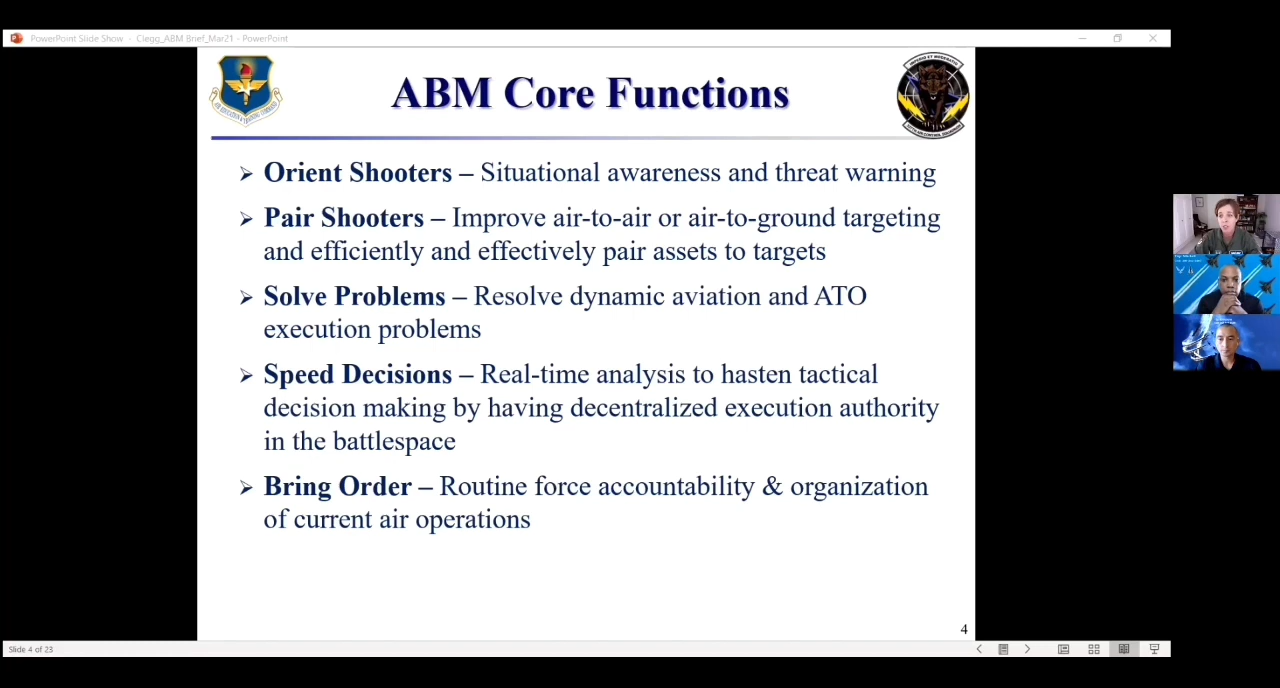 PowerPoint Slide Show - Clegg_ABM Brief_Mar21 - PowerPoint
ABM Core Functions
➢ Orient Shooters – Situational awareness and threat warning
➢ Pair Shooters – Improve air-to-air or air-to-ground targeting
and efficiently and effectively pair assets to targets
➢ Solve Problems – Resolve dynamic aviation and ATO
execution problems
➢ Speed Decisions – Real-time analysis to hasten tactical
decision making by having decentralized execution authority
in the battlespace
➢ Bring Order – Routine force accountability & organization
of current air operations
4
Slide 4 of 23